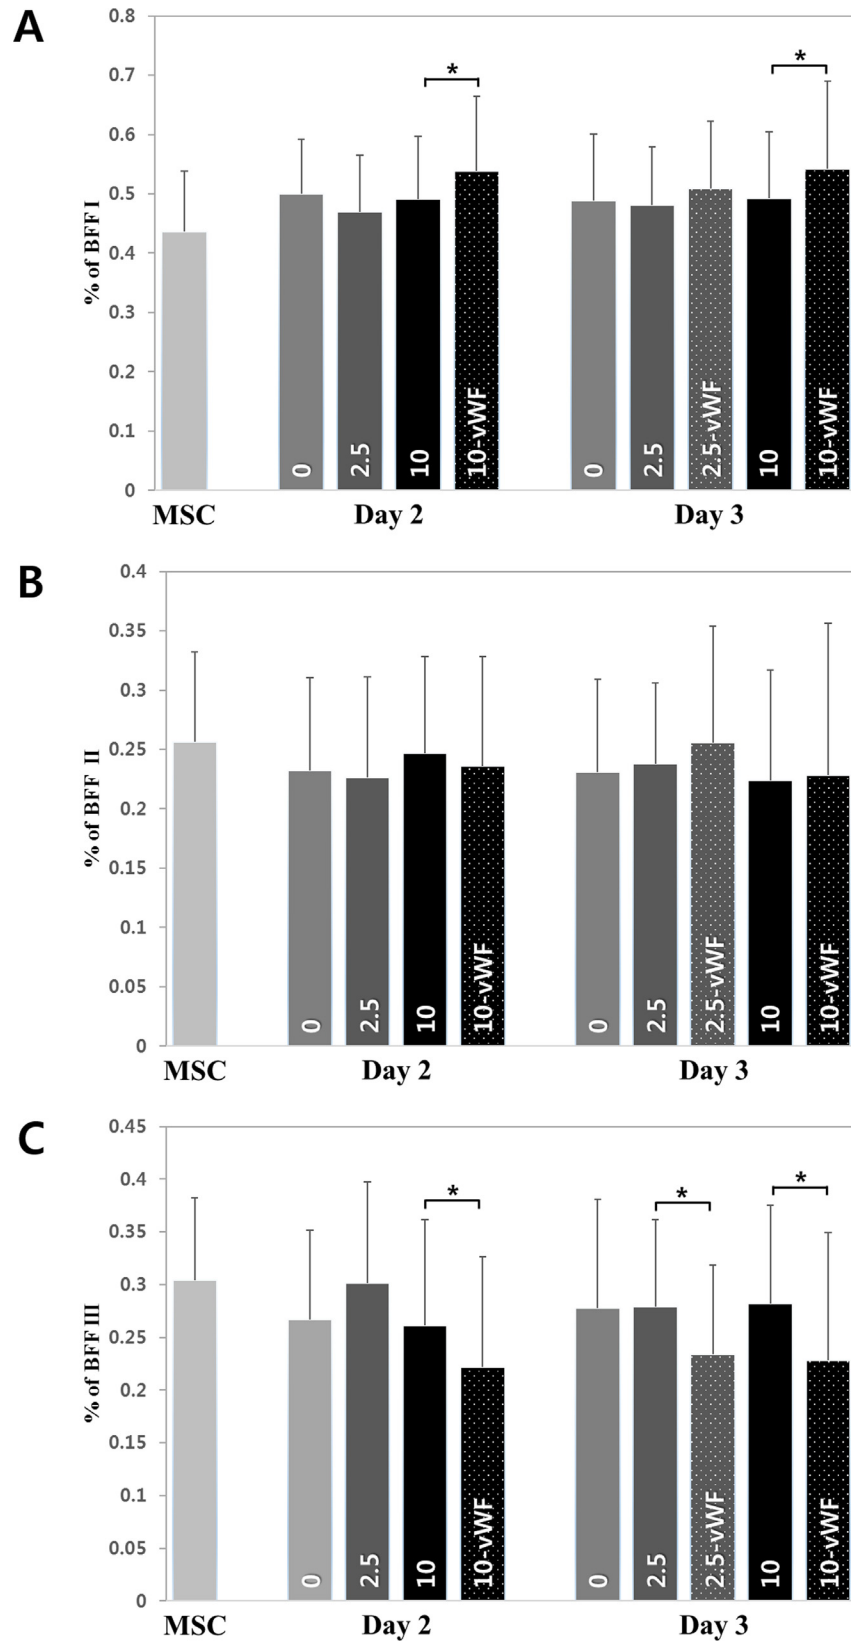 A
0.8
0.7
0.6
0.5
0.4
0.3
0.2
0.1
0
% of BFF I
*
*
0
2.5
10
10-vWF
0
2.5
2.5-vWF
10
10-vWF
MSC
Day 2
Day 3
B
0.4
0.35
0.3
0.25
0.2
0.15
0.1
0.05
0
% of BFF II
0
2.5
10
10-vWF
0
2.5
2.5-vWF
10
10-vWF
MSC
Day 2
Day 3
C
0.45
0.4
0.35
0.3
0.25
0.2
0.15
0.1
0.05
0
% of BFF III
*
*
*
0
2.5
10
10-vWF
0
2.5
2.5-vWF
10
10-vWF
MSC
Day 2
Day 3